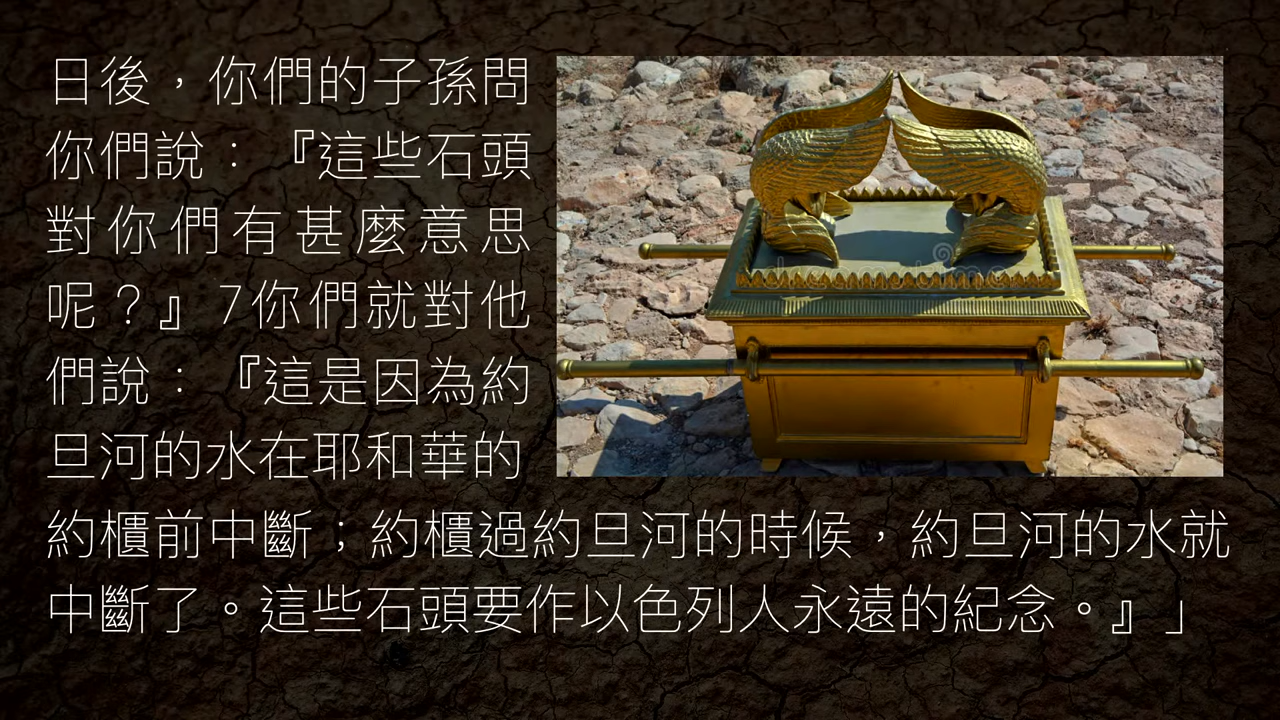 日後，你們的子孫問
你們說：『這些石頭
對你們有甚麼意思
呢？』7你們就對他
們說：『這是因為約
旦河的水在耶和華的
約櫃前中斷；約櫃過約旦河的時候，約旦河的水就
中斷了。這些石頭要作以色列人永遠的紀念。』」